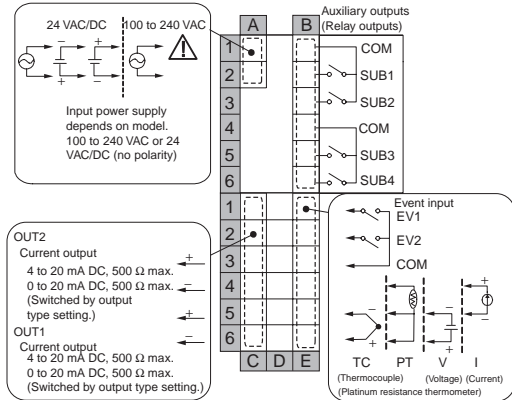 24 VAC/DC
100 to 240 VAC
− +
+ −
Input power supply
depends on model.
100 to 240 VAC or 24
VAC/DC (no polarity)
A
B
Auxiliary outputs
(Relay outputs)
1
2
3
4
5
6
COM
SUB1
SUB2
COM
SUB3
SUB4
1
2
3
4
5
6
C D E
OUT2
Current output
4 to 20 mA DC, 500 Ω max.
0 to 20 mA DC, 500 Ω max.
(Switched by output
type setting.)
+
−
OUT1
Current output
4 to 20 mA DC, 500 Ω max.
0 to 20 mA DC, 500 Ω max.
(Switched by output type setting.)
+
−
Event input
EV1
EV2
COM
−
+
−
+
+
−
TC PT V I
(Thermocouple) (Voltage) (Current)
(Platinum resistance thermometer)